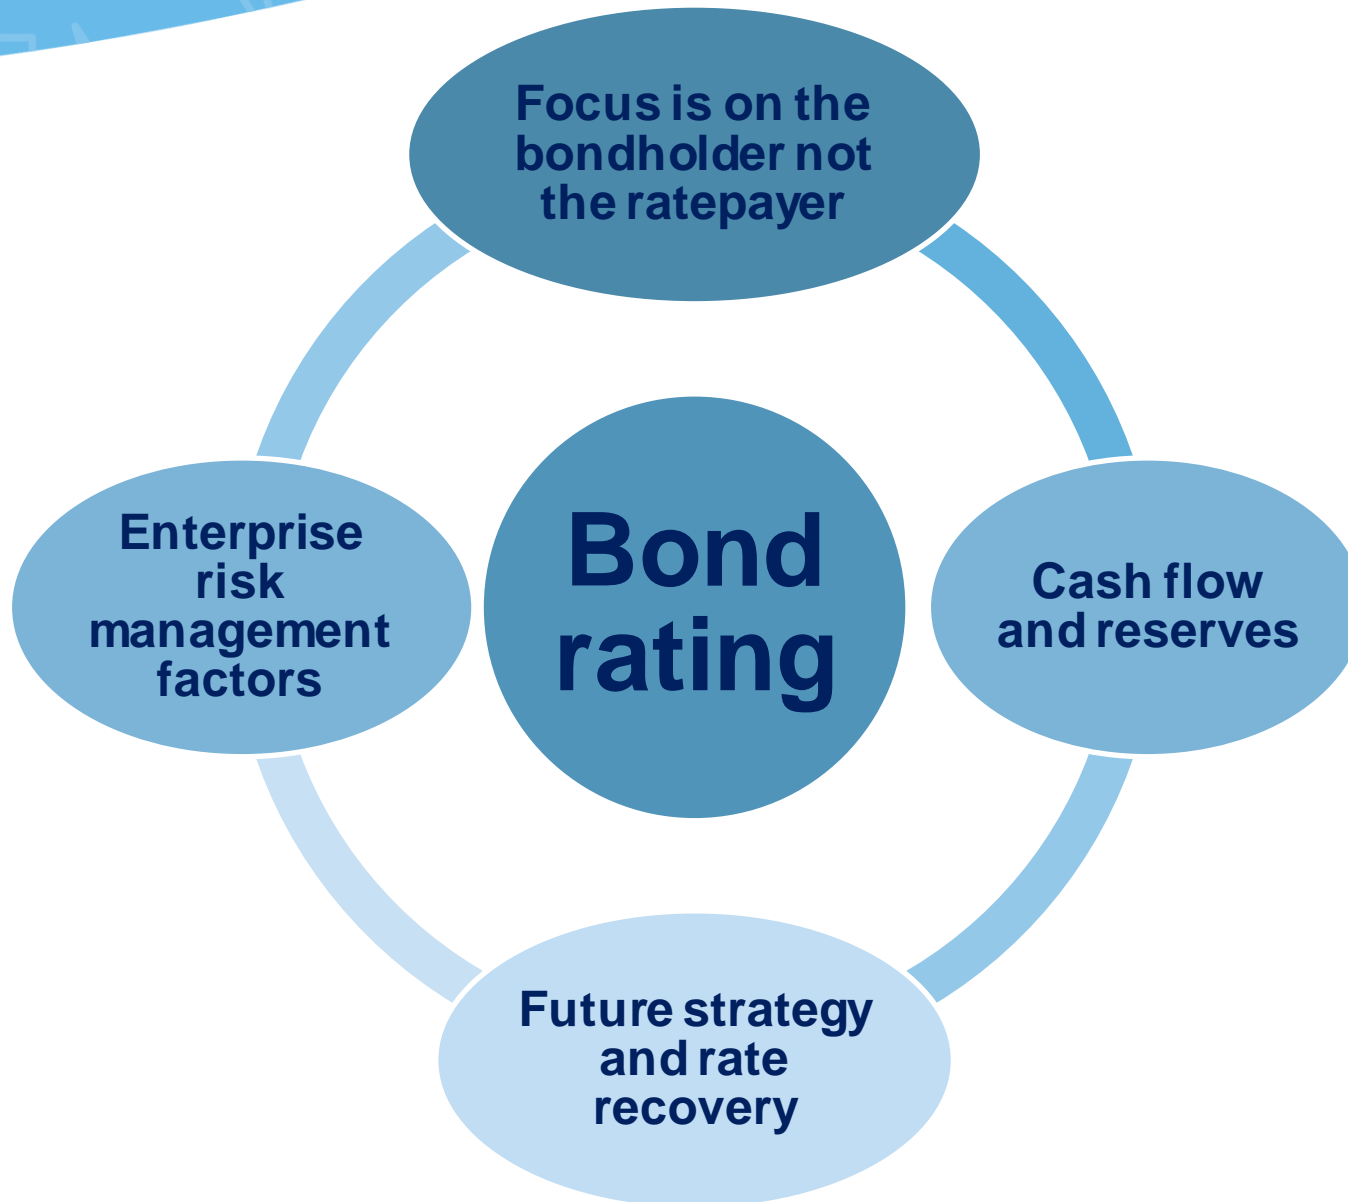 Focus is on the
bondholder not
the ratepayer
Enterprise
risk
management
factors
Bond
rating
Cash flow
and reserves
Future strategy
and rate
recovery